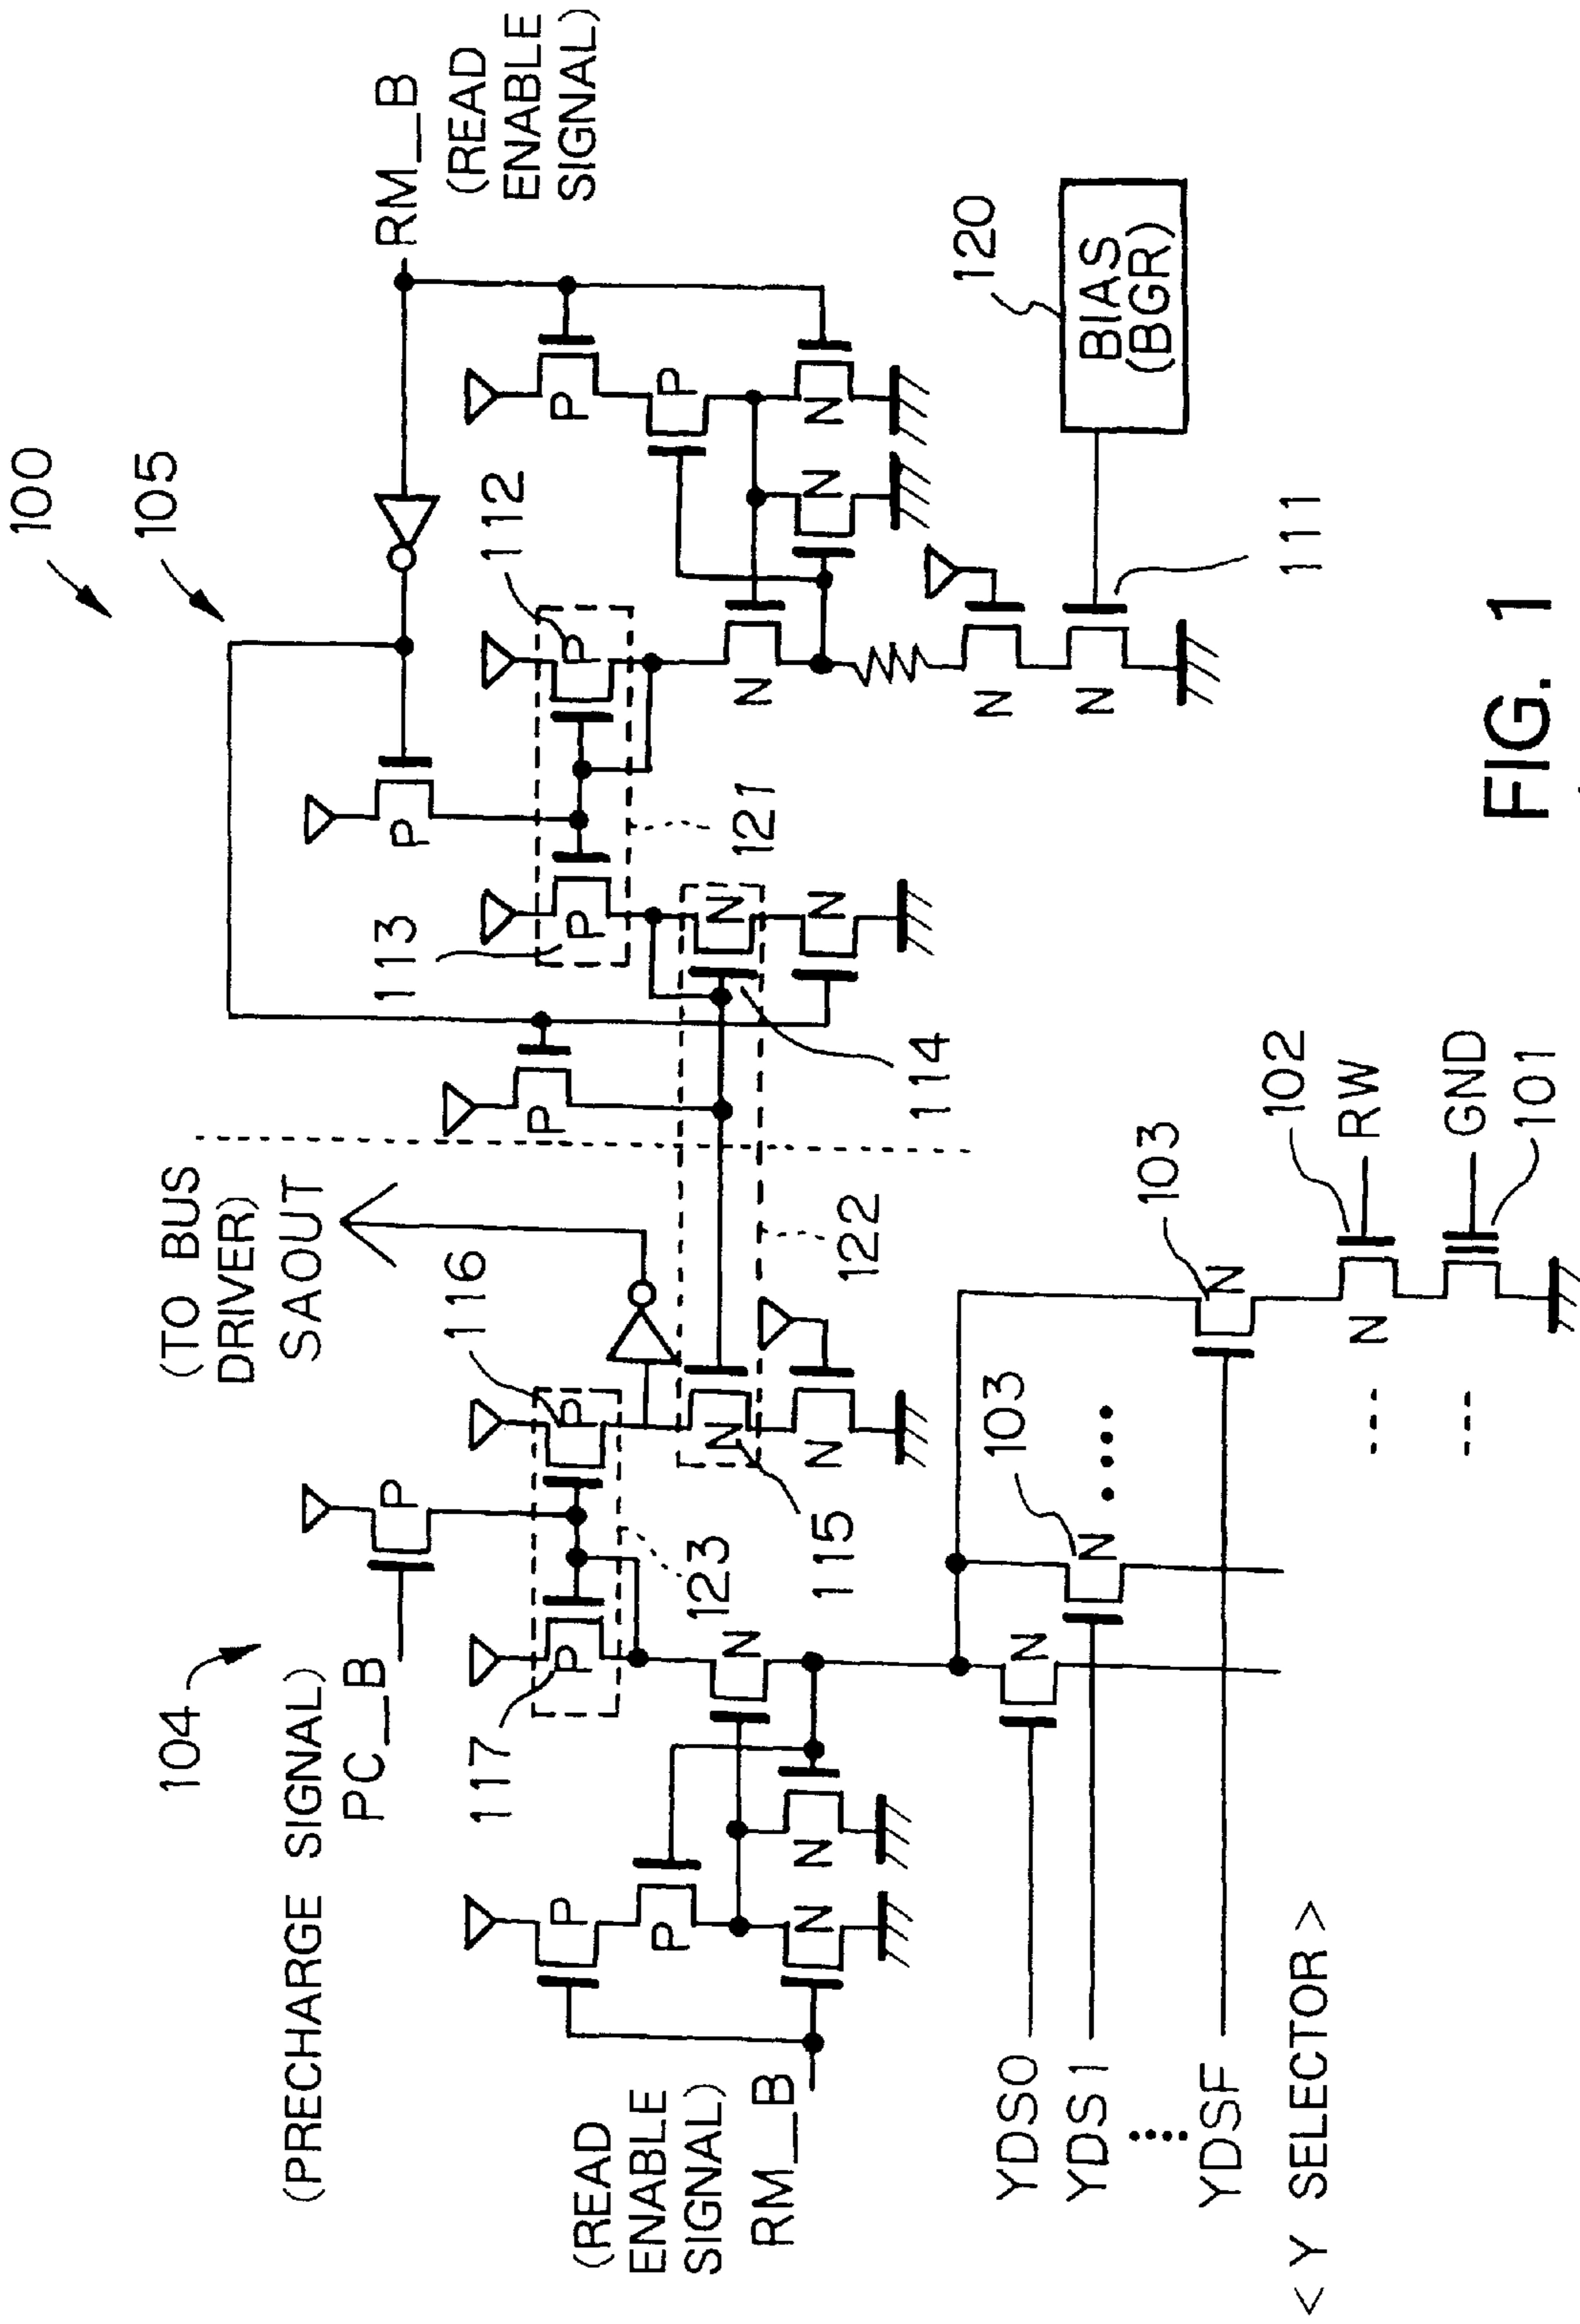 100
105
RM_B
(READ
ENABLE
SIGNAL)
(TO BUS
DRIVER)
SAOUT
104
(PRECHARGE SIGNAL)
PC_B
P
P
117
P
P
116
113
P
P
112
P
P
P
P
P
123
121
N
N
115
N
114
N
N
N
N
N
N
N
N
122
(READ
ENABLE
SIGNAL)
RM_B
N
N
111
120
BIAS
(BGR)
YDS0
YDS1
YDSF
N
103
N
103
N
102
RW
N
GND
101
< Y SELECTOR >
FIG. 1